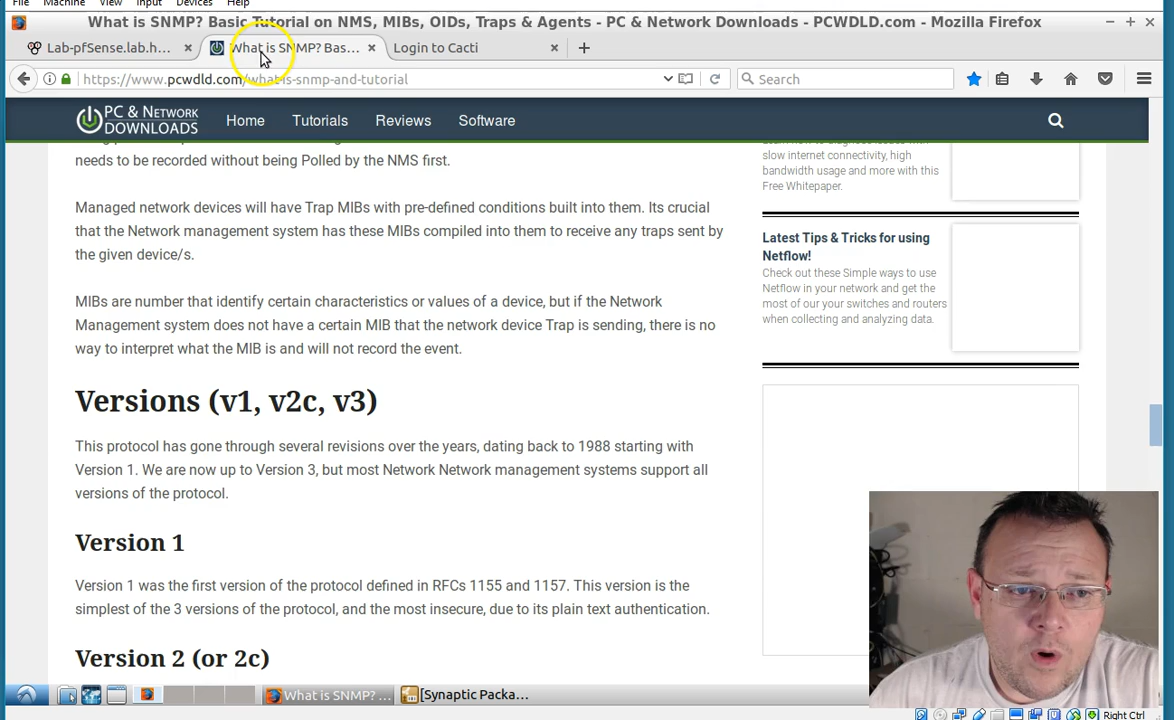 File Machine View Input Devices Help
What is SNMP? Basic Tutorial on NMS, MIBs, OIDs, Traps & Agents - PC & Network Downloads - PCWDLD.com - Mozilla Firefox
Lab-pfSense.lab.h... What is SNMP? Bas... Login to Cacti
https://www.pcwdld.com/what-is-snmp-and-tutorial Search
PC & NETWORK
DOWNLOADS
Home Tutorials Reviews Software
needs to be recorded without being Polled by the NMS first.
Managed network devices will have Trap MIBs with pre-defined conditions built into them. Its crucial
that the Network management system has these MIBs compiled into them to receive any traps sent by
the given device/s.
MIBs are number that identify certain characteristics or values of a device, but if the Network
Management system does not have a certain MIB that the network device Trap is sending, there is no
way to interpret what the MIB is and will not record the event.
Versions (v1, v2c, v3)
This protocol has gone through several revisions over the years, dating back to 1988 starting with
Version 1. We are now up to Version 3, but most Network Network management systems support all
versions of the protocol.
Version 1
Version 1 was the first version of the protocol defined in RFCs 1155 and 1157. This version is the
simplest of the 3 versions of the protocol, and the most insecure, due to its plain text authentication.
Version 2 (or 2c)
slow internet connectivity, high
bandwidth usage and more with this
Free Whitepaper.
Latest Tips & Tricks for using
Netflow!
Check out these Simple ways to use
Netflow in your network and get the
most of our your switches and routers
when collecting and analyzing data.
What is SNMP? ... [Synaptic Packa...
Right Ctrl